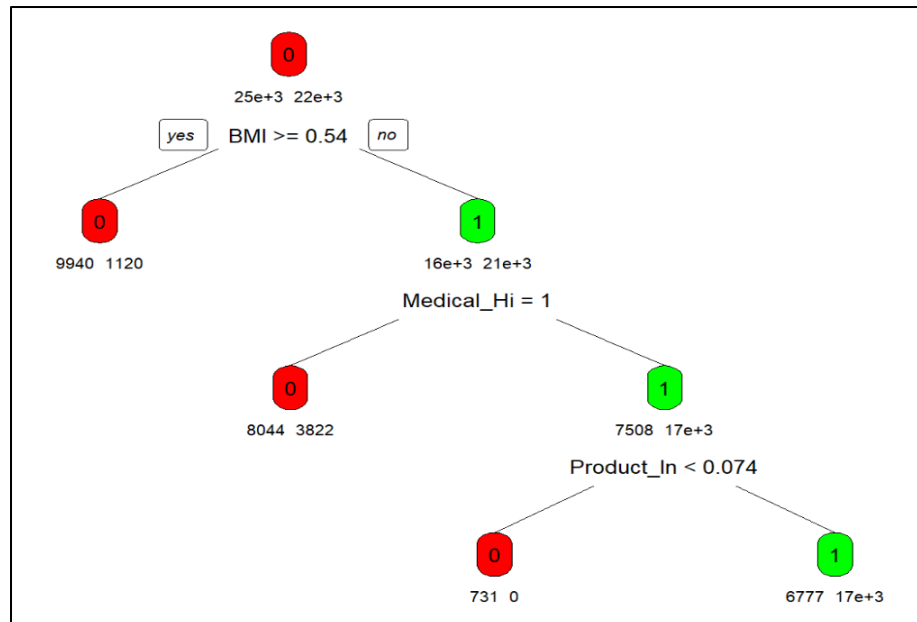 0
25e+3 22e+3
yes BMI >= 0.54 no
0 1
9940 1120 16e+3 21e+3
Medical_Hi = 1
0 1
8044 3822 7508 17e+3
Product_In < 0.074
0 1
731 0 6777 17e+3